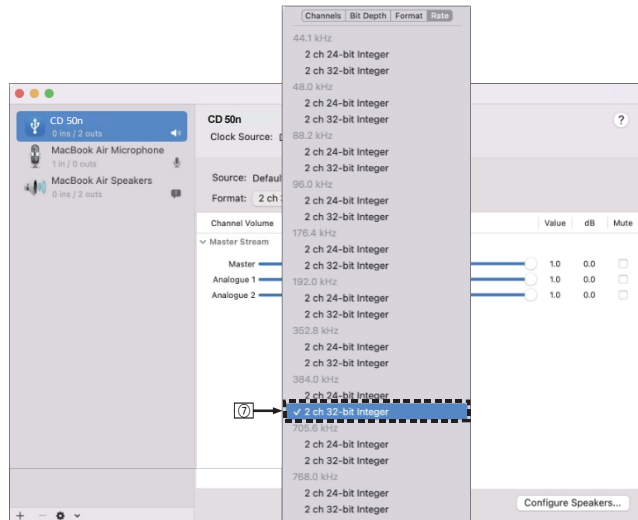 Channels Bit Depth Format Rate
44.1 kHz
2 ch 24-bit Integer
2 ch 32-bit Integer
48.0 kHz
2 ch 24-bit Integer
2 ch 32-bit Integer
88.2 kHz
2 ch 24-bit Integer
2 ch 32-bit Integer
96.0 kHz
2 ch 24-bit Integer
2 ch 32-bit Integer
176.4 kHz
2 ch 24-bit Integer
2 ch 32-bit Integer
192.0 kHz
2 ch 24-bit Integer
2 ch 32-bit Integer
352.8 kHz
2 ch 24-bit Integer
2 ch 32-bit Integer
384.0 kHz
2 ch 24-bit Integer
✓ 2 ch 32-bit Integer
705.6 kHz
2 ch 24-bit Integer
2 ch 32-bit Integer
768.0 kHz
2 ch 24-bit Integer
2 ch 32-bit Integer
⑦
CD 50n
0 ins / 2 outs
MacBook Air Microphone
1 in / 0 outs
MacBook Air Speakers
0 ins / 2 outs
CD 50n
?
Clock Source:
Source: Defaul
Format: 2 ch
Channel Volume Value dB Mute
Master Stream
Master 1.0 0.0
Analogue 1 1.0 0.0
Analogue 2 1.0 0.0
Configure Speakers...